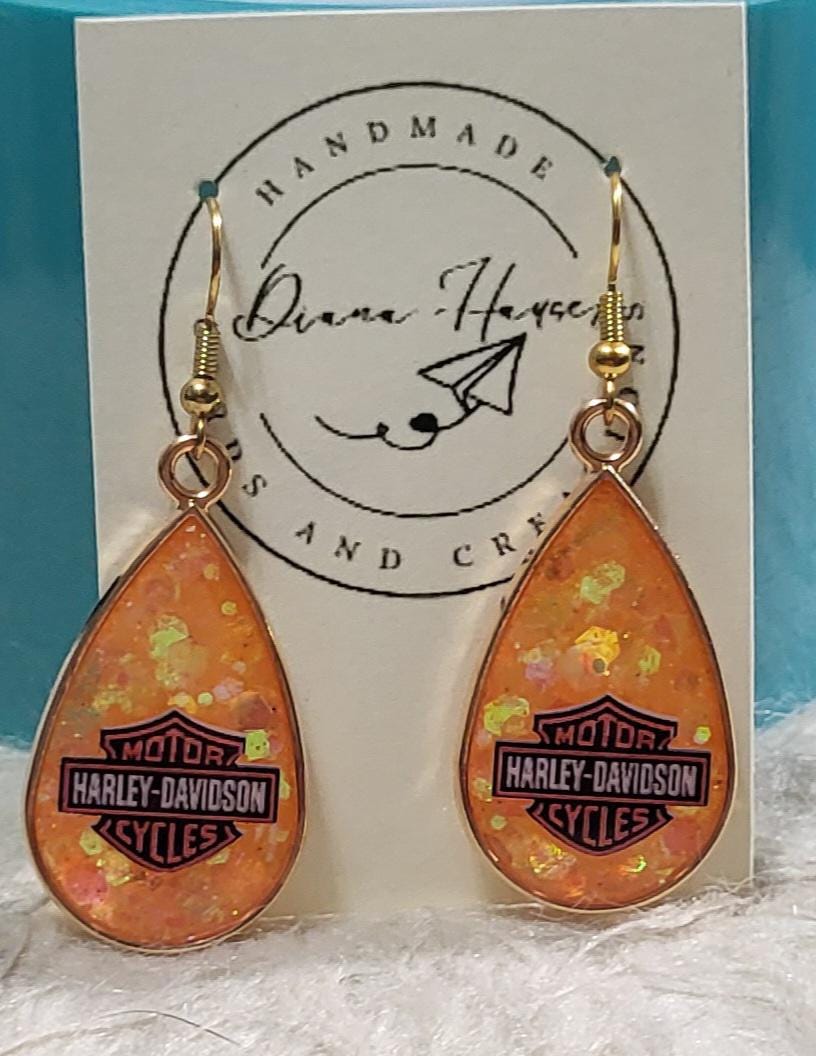 HANDMADE
Diana
AND
MOTOR
HARLEY-DAVIDSON
CYCLES
MOTOR
HARLEY-DAVIDSON
CYCLES